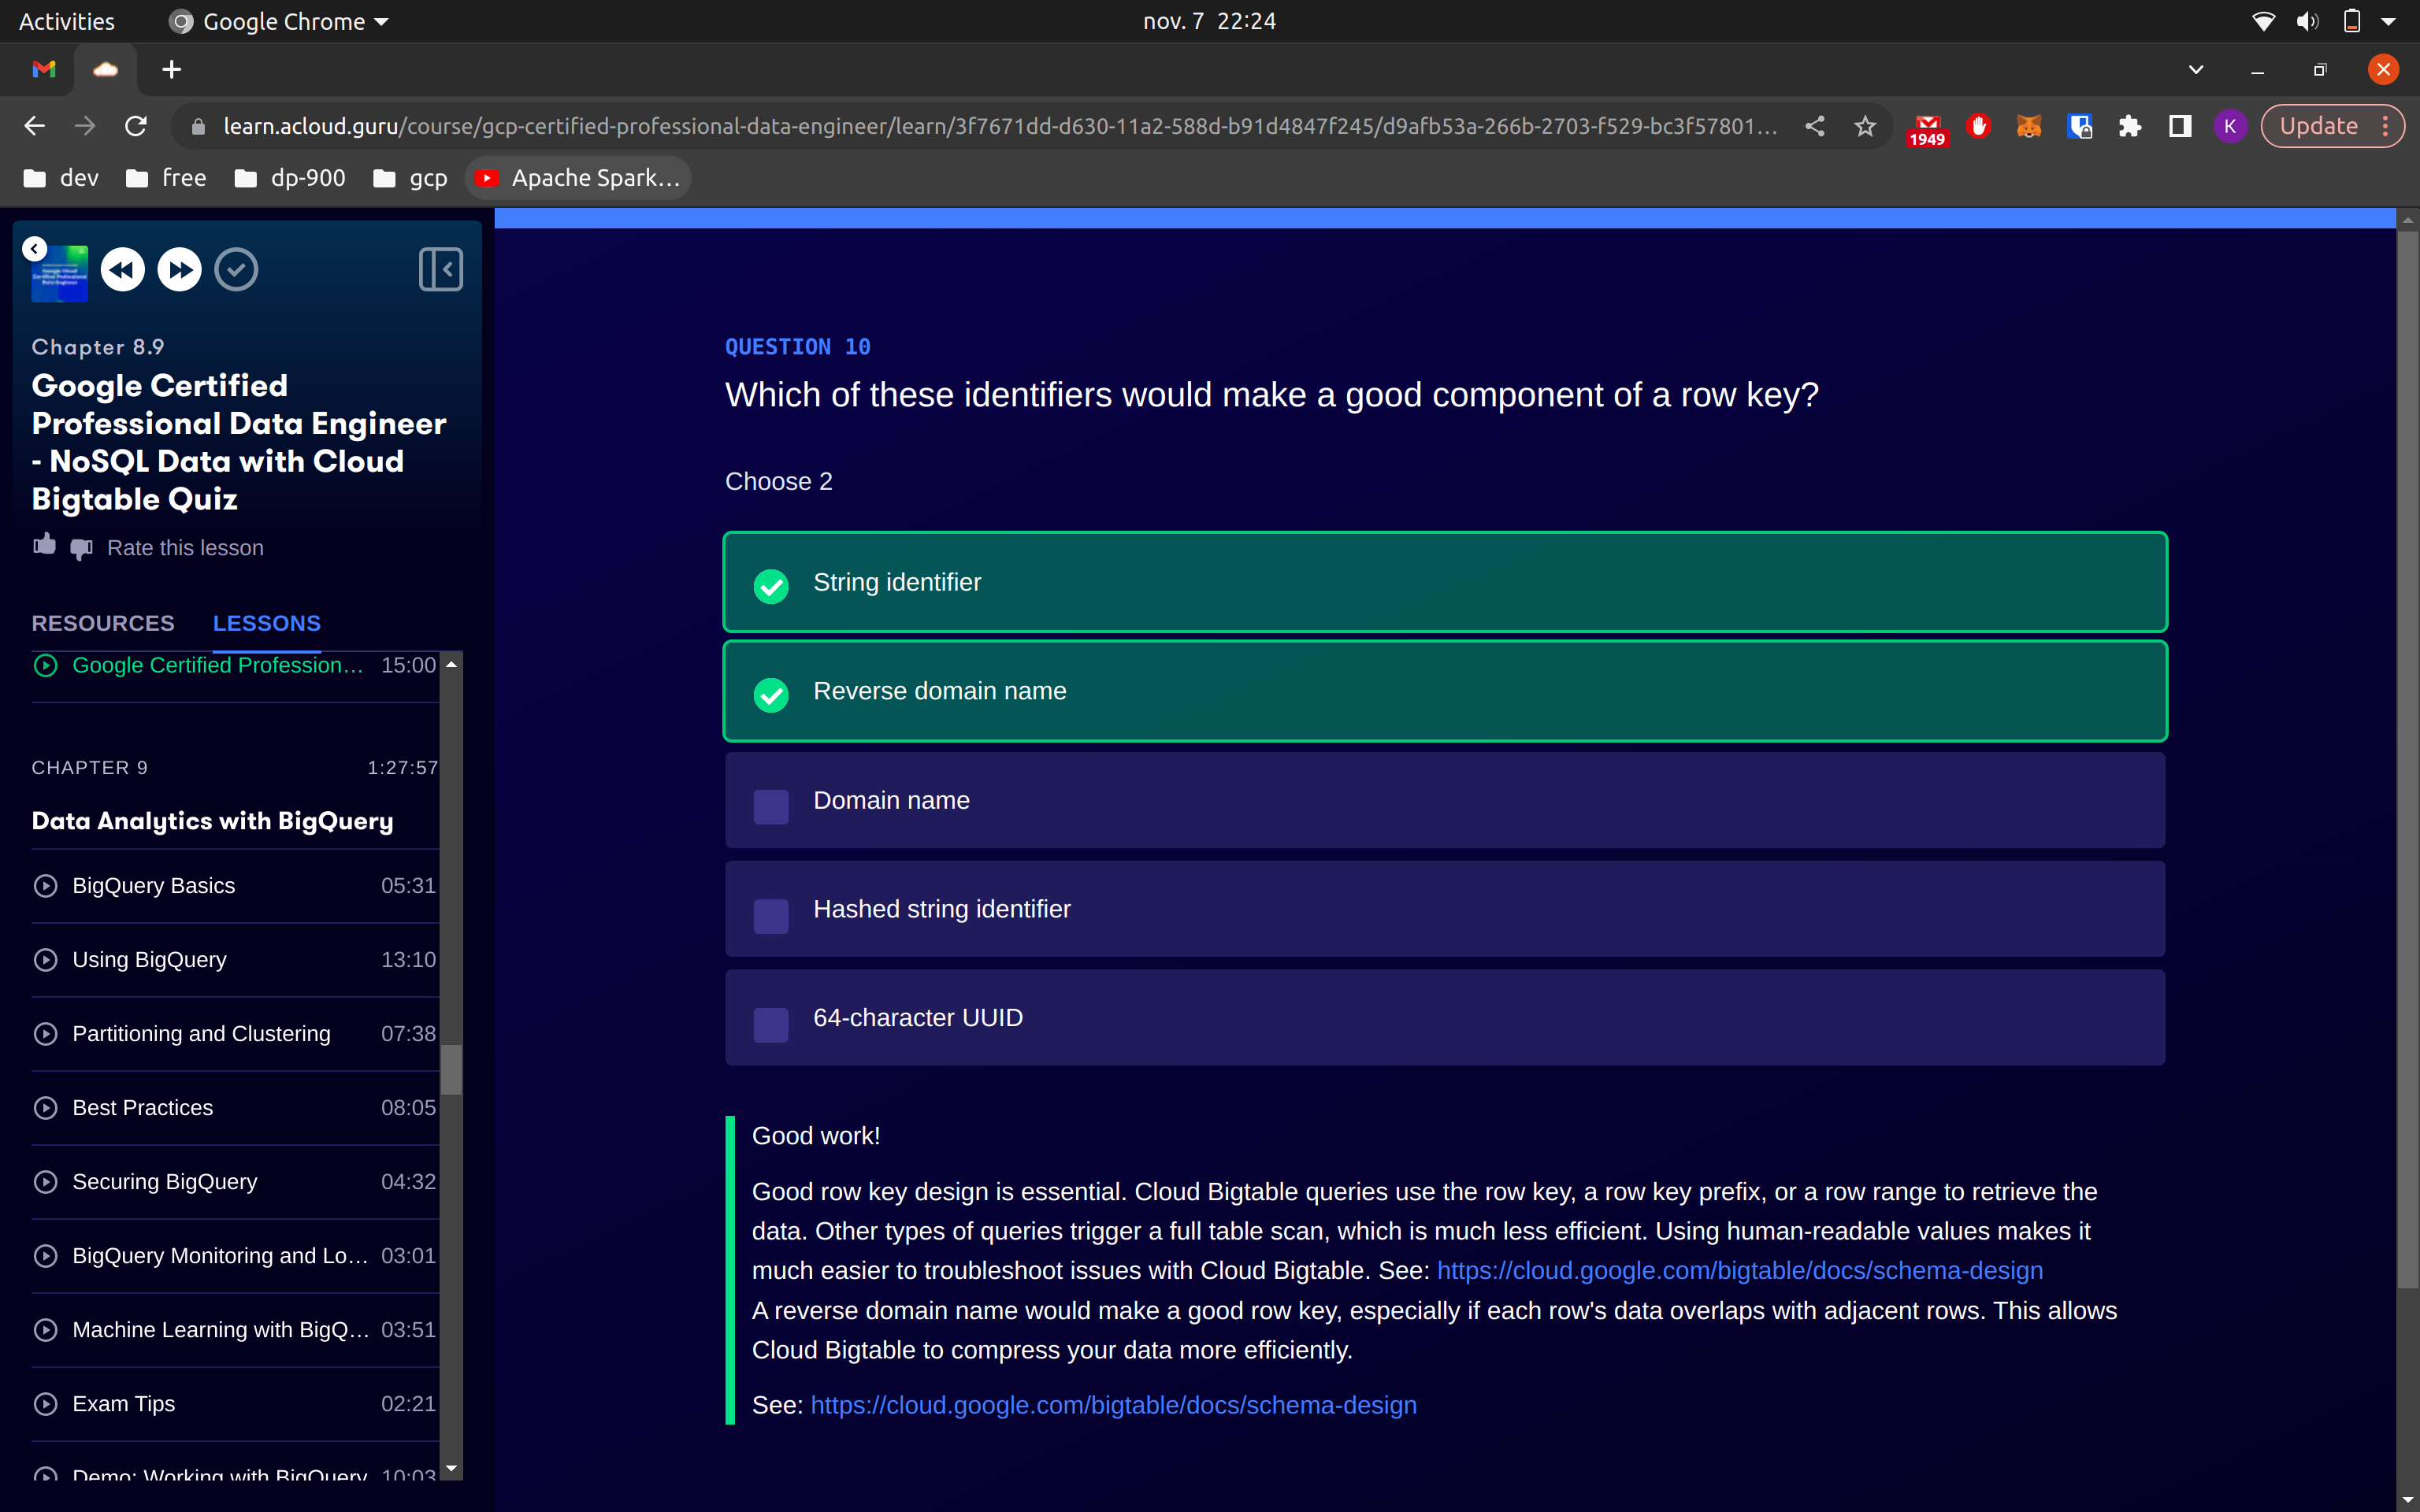 Activities
Google Chrome
nov. 7 22:24
learn.acloud.guru/course/gcp-certified-professional-data-engineer/learn/3f7671dd-d630-11a2-588d-b91d4847f245/d9afb53a-266b-2703-f529-bc3f57801...
1949
K
Update
dev
free
dp-900
gcp
Apache Spark...
Chapter 8.9
Google Certified
Professional Data Engineer
- NoSQL Data with Cloud
Bigtable Quiz
Rate this lesson
RESOURCES
LESSONS
Google Certified Profession... 15:00
CHAPTER 9 1:27:57
Data Analytics with BigQuery
BigQuery Basics 05:31
Using BigQuery 13:10
Partitioning and Clustering 07:38
Best Practices 08:05
Securing BigQuery 04:32
BigQuery Monitoring and Lo... 03:01
Machine Learning with BigQ... 03:51
Exam Tips 02:21
Demo: Working with BigQuery 10:03
QUESTION 10
Which of these identifiers would make a good component of a row key?
Choose 2
String identifier
Reverse domain name
Domain name
Hashed string identifier
64-character UUID
Good work!
Good row key design is essential. Cloud Bigtable queries use the row key, a row key prefix, or a row range to retrieve the
data. Other types of queries trigger a full table scan, which is much less efficient. Using human-readable values makes it
much easier to troubleshoot issues with Cloud Bigtable. See: https://cloud.google.com/bigtable/docs/schema-design
A reverse domain name would make a good row key, especially if each row's data overlaps with adjacent rows. This allows
Cloud Bigtable to compress your data more efficiently.
See: https://cloud.google.com/bigtable/docs/schema-design